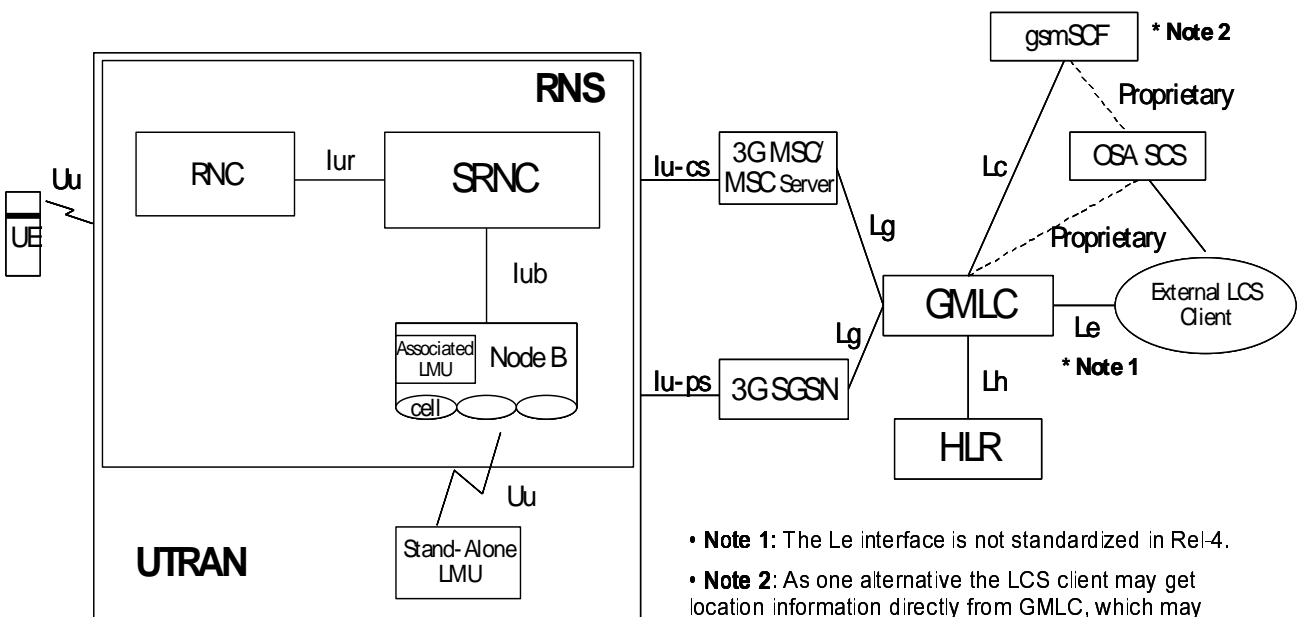 gsmSCF
* Note 2
RNS
Proprietary
RNC
Iur
SRNC
Iu-cs
3G MSC/
MSC Server
Lc
OSA SCS
Uu
UE
Lg
Proprietary
Iub
GMLC
External LCS
Client
Le
Associated
LMU
Node B
Lg
* Note 1
cell
Iu-ps
3G SGSN
Lh
HLR
Uu
UTRAN
Stand-Alone
LMU
• Note 1: The Le interface is not standardized in Rel-4.
• Note 2: As one alternative the LCS client may get
location information directly from GMLC, which may